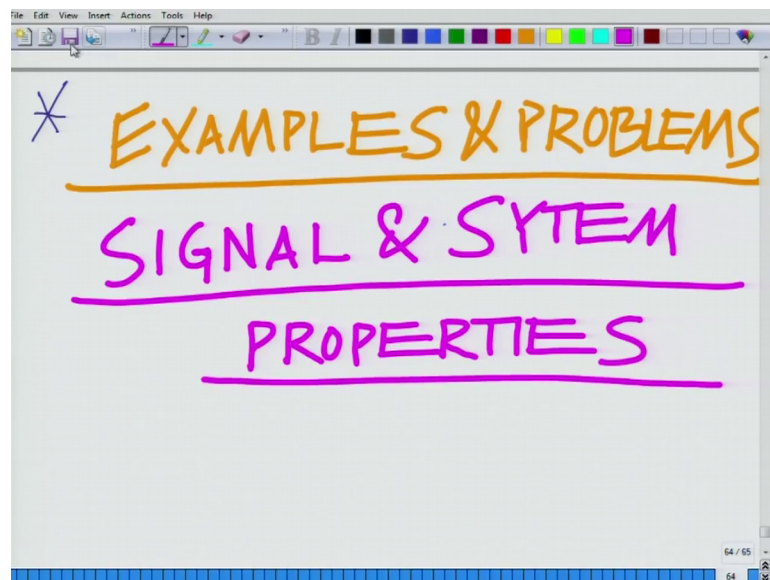 File Edit View Insert Actions Tools Help
B I
* EXAMPLES & PROBLEMS
SIGNAL & SYTEM
PROPERTIES
64 / 65
64